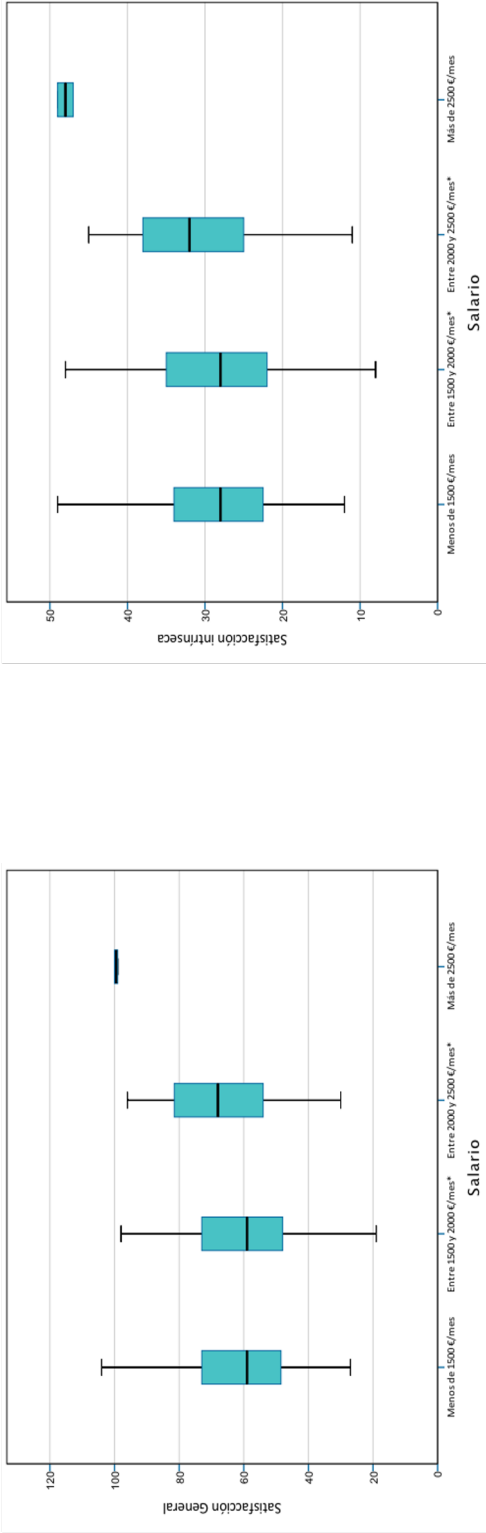 Satisfacción General
120
100
80
60
40
20
0
Menos de 1500 €/mes
Entre 1500 y 2000 €/mes*
Entre 2000 y 2500 €/mes*
Más de 2500 €/mes
Salario
Satisfacción intrínseca
50
40
30
20
10
0
Menos de 1500 €/mes
Entre 1500 y 2000 €/mes*
Entre 2000 y 2500 €/mes*
Más de 2500 €/mes
Salario